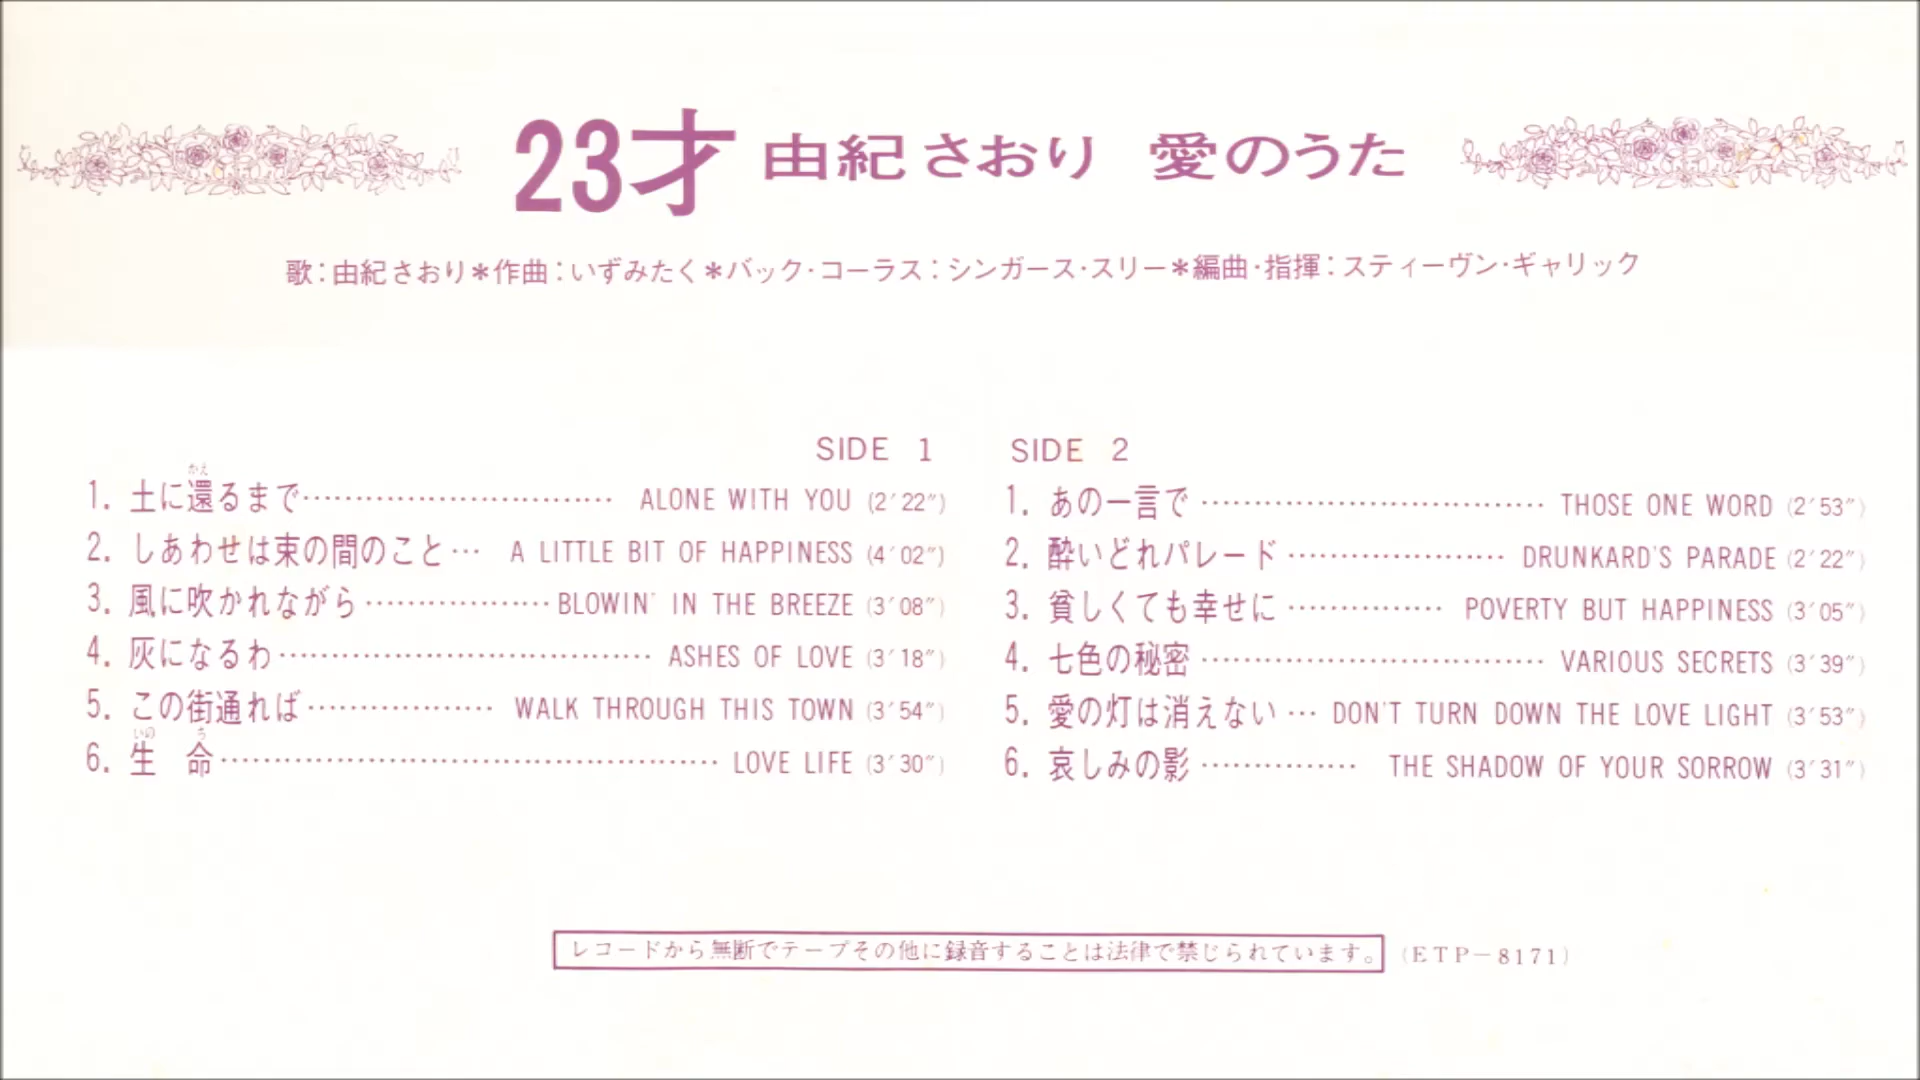 23才 由紀さおり 愛のうた
歌:由紀さおり*作曲:いずみたく*バック・コーラス:シンガース・スリー*編曲・指揮:スティーヴン・ギャリック
SIDE 1
かえ
1. 土に還るまで ALONE WITH YOU (2′22″)
2. しあわせは束の間のこと… A LITTLE BIT OF HAPPINESS (4′02″)
3. 風に吹かれながら BLOWIN' IN THE BREEZE (3′08″)
4. 灰になるわ ASHES OF LOVE (3′18″)
5. この街通れば WALK THROUGH THIS TOWN (3′54″)
いの ち
6. 生 命 LOVE LIFE (3′30″)
SIDE 2
1. あの一言で THOSE ONE WORD (2′53″)
2. 酔いどれパレード DRUNKARD'S PARADE (2′22″)
3. 貧しくても幸せに POVERTY BUT HAPPINESS (3′05″)
4. 七色の秘密 VARIOUS SECRETS (3′39″)
5. 愛の灯は消えない… DON'T TURN DOWN THE LOVE LIGHT (3′53″)
6. 哀しみの影 THE SHADOW OF YOUR SORROW (3′31″)
レコードから無断でテープその他に録音することは法律で禁じられています。 (ETP-8171)